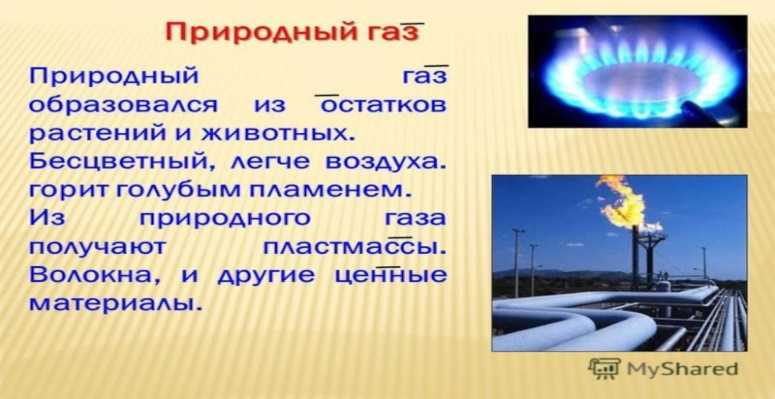 Природный газ
Природный газ
образовался из остатков
растений и животных.
Бесцветный, легче воздуха.
горит голубым пламенем.
Из природного газа
получают пластмассы.
Волокна, и другие ценные
материалы.
MyShared